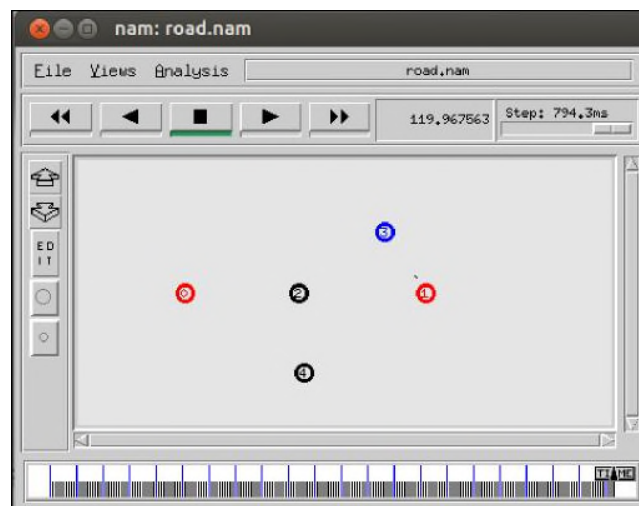 nam: road.nam
File Views Analysis road.nam
119.967563 Step: 794.3ms
ED
IT
3
0 2 1
4
TIME